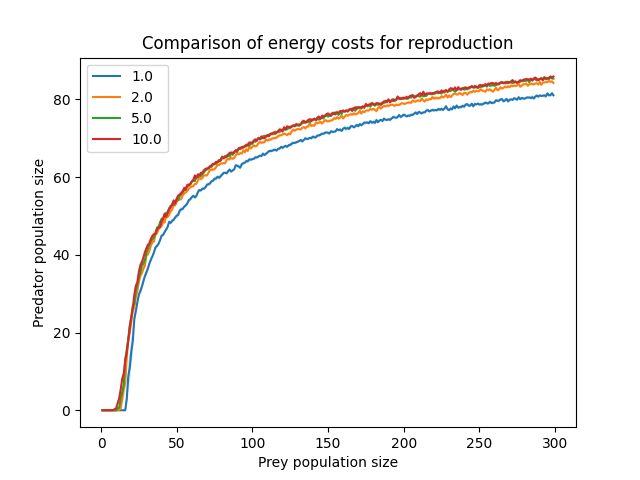 Comparison of energy costs for reproduction
1.0
2.0
5.0
10.0
Predator population size
80
60
40
20
0
0 50 100 150 200 250 300
Prey population size